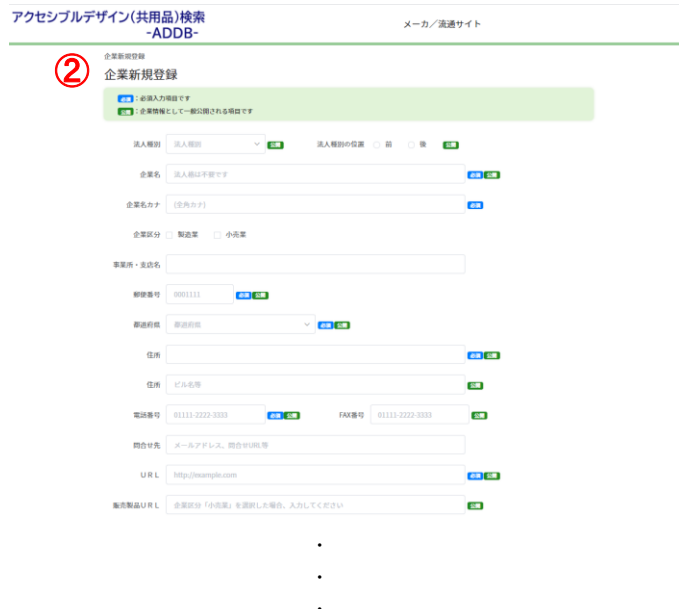 アクセシブルデザイン(共用品)検索
-ADDB-
メーカ／流通サイト
企業新規登録
②
企業新規登録
必須：必須入力項目です
公開：企業情報として一般公開される項目です
法人種別 法人種別 公開 法人種別の位置 前 後 公開
企業名 法人格は不要です 必須 公開
企業名カナ (全角カナ) 必須
企業区分 製造業 小売業
事業所・支店名
郵便番号 0001111 必須 公開
都道府県 都道府県 必須 公開
住所 必須 公開
住所 ビル名等 公開
電話番号 01111-2222-3333 必須 公開 FAX番号 01111-2222-3333 公開
問合せ先 メールアドレス、問合せURL等
ＵＲＬ http://example.com 必須 公開
販売製品ＵＲＬ 企業区分「小売業」を選択した場合、入力してください 公開
・
・
・